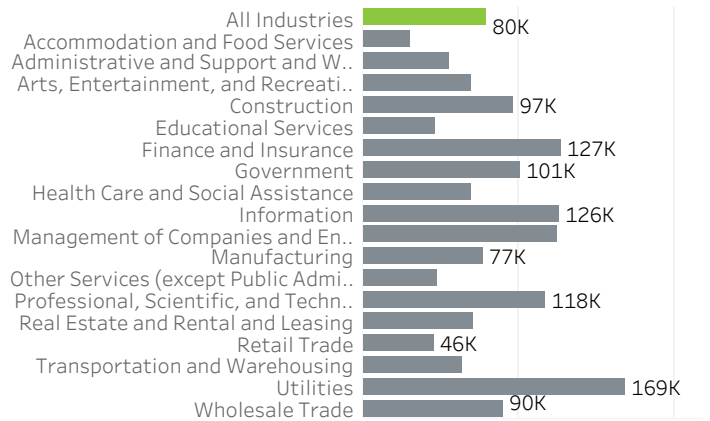 All Industries 80K
Accommodation and Food Services
Administrative and Support and W..
Arts, Entertainment, and Recreati..
Construction 97K
Educational Services
Finance and Insurance 127K
Government 101K
Health Care and Social Assistance
Information 126K
Management of Companies and En..
Manufacturing 77K
Other Services (except Public Admi..
Professional, Scientific, and Techn.. 118K
Real Estate and Rental and Leasing
Retail Trade 46K
Transportation and Warehousing
Utilities 169K
Wholesale Trade 90K